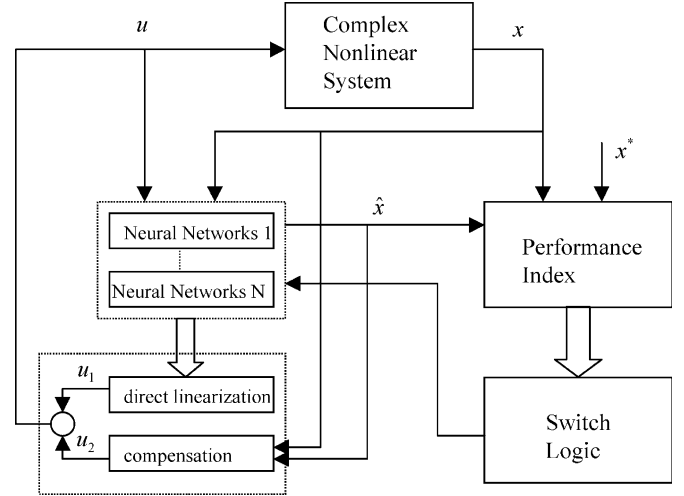 u
Complex
Nonlinear
System
x
x*
x̂
Neural Networks 1
Neural Networks N
Performance
Index
u₁
direct linearization
u₂
compensation
Switch
Logic